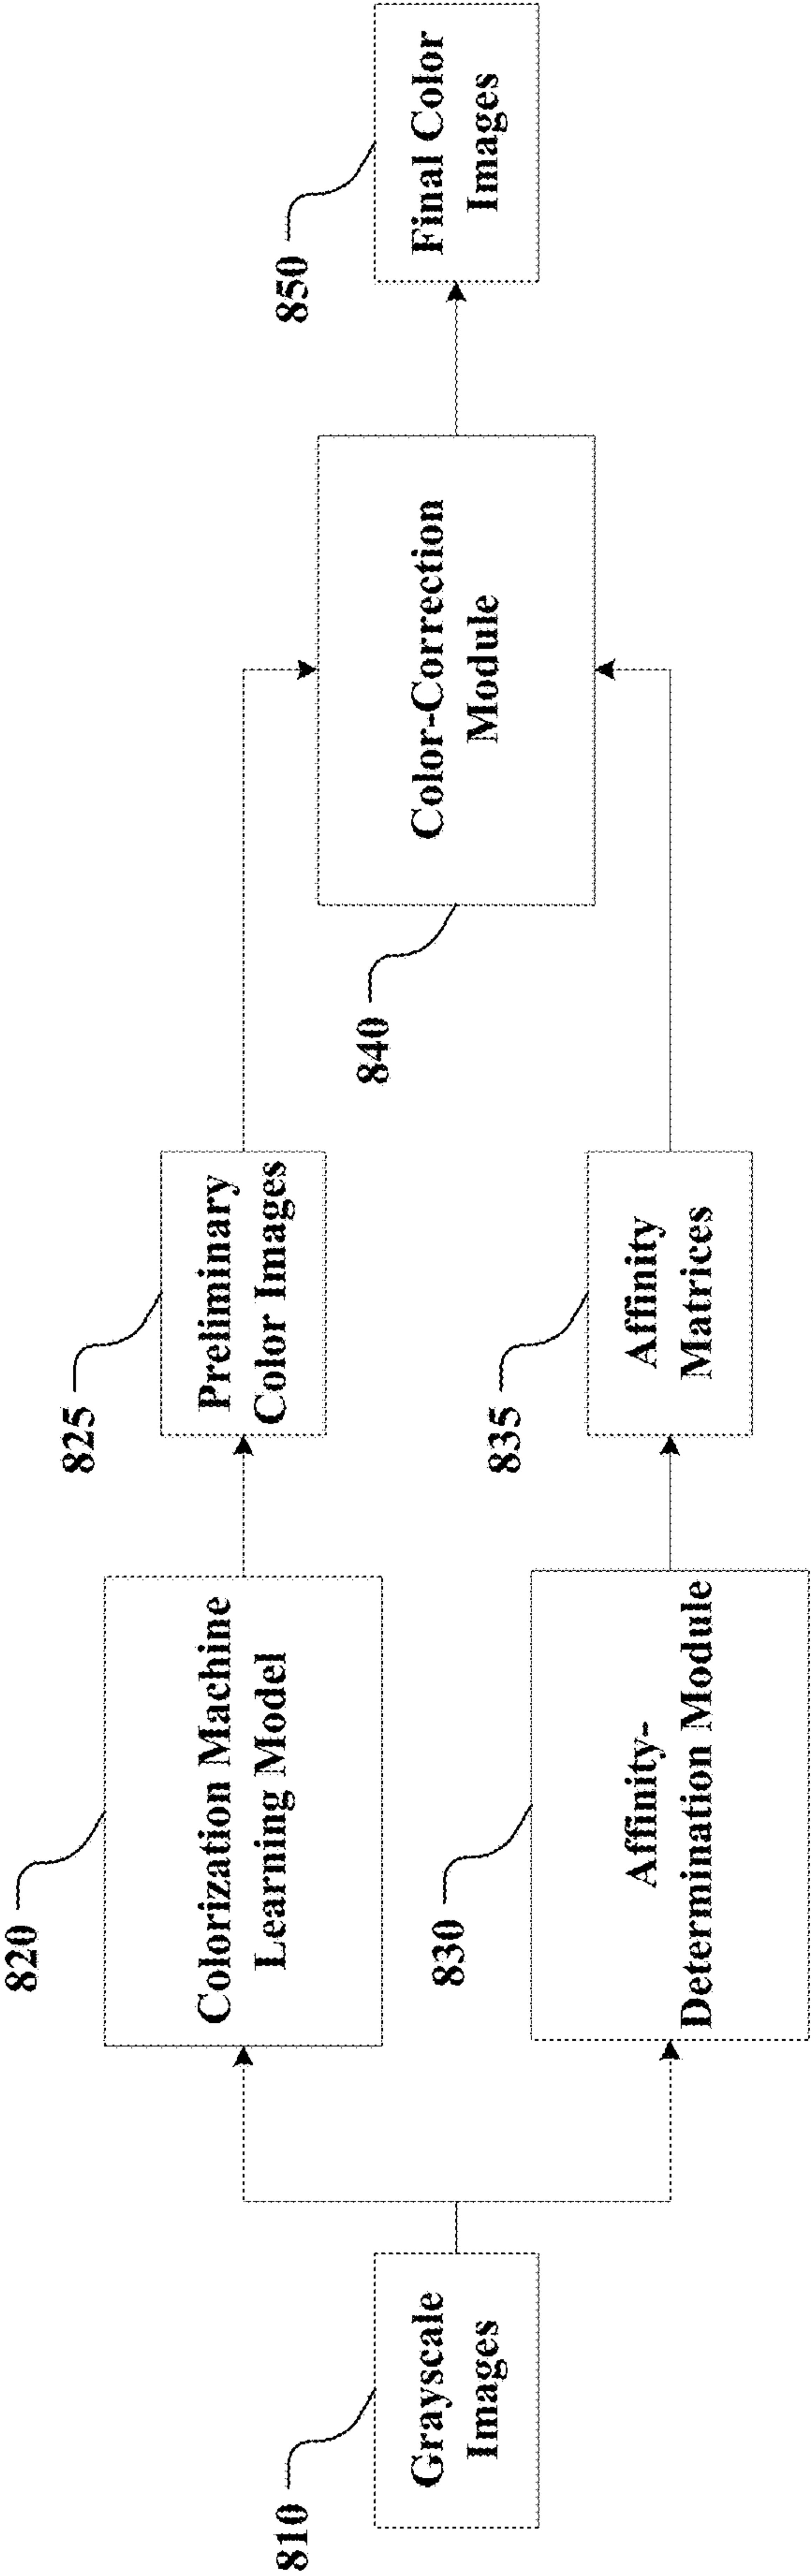 810
Grayscale
Images
820
Colorization Machine
Learning Model
825
Preliminary
Color Images
830
Affinity-
Determination Module
835
Affinity
Matrices
840
Color-Correction
Module
850
Final Color
Images